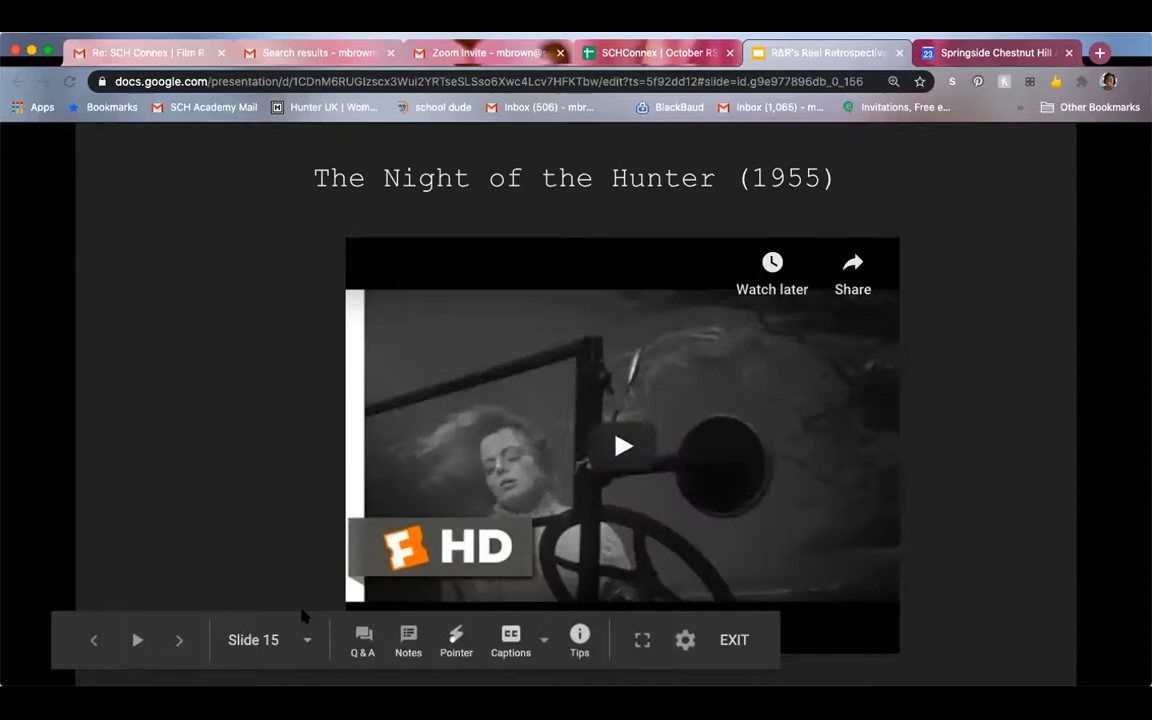 Re: SCH Connex | Film R
Search results - mbrown
Zoom Invite - mbrown@s
SCHConnex | October RS
R&R's Reel Retrospectiv
Springside Chestnut Hill A
docs.google.com/presentation/d/1CDnM6RUGIzscx3Wui2YRTseSLSso6Xwc4Lcv7HFKTbw/edit?ts=5f92dd12#slide=id.g9e977896db_0_156
Apps
Bookmarks
SCH Academy Mail
Hunter UK | Wom...
school dude
Inbox (506) - mbr...
BlackBaud
Inbox (1,065) - m...
Invitations, Free e...
Other Bookmarks
The Night of the Hunter (1955)
Watch later
Share
HD
Slide 15
Q & A
Notes
Pointer
Captions
Tips
EXIT